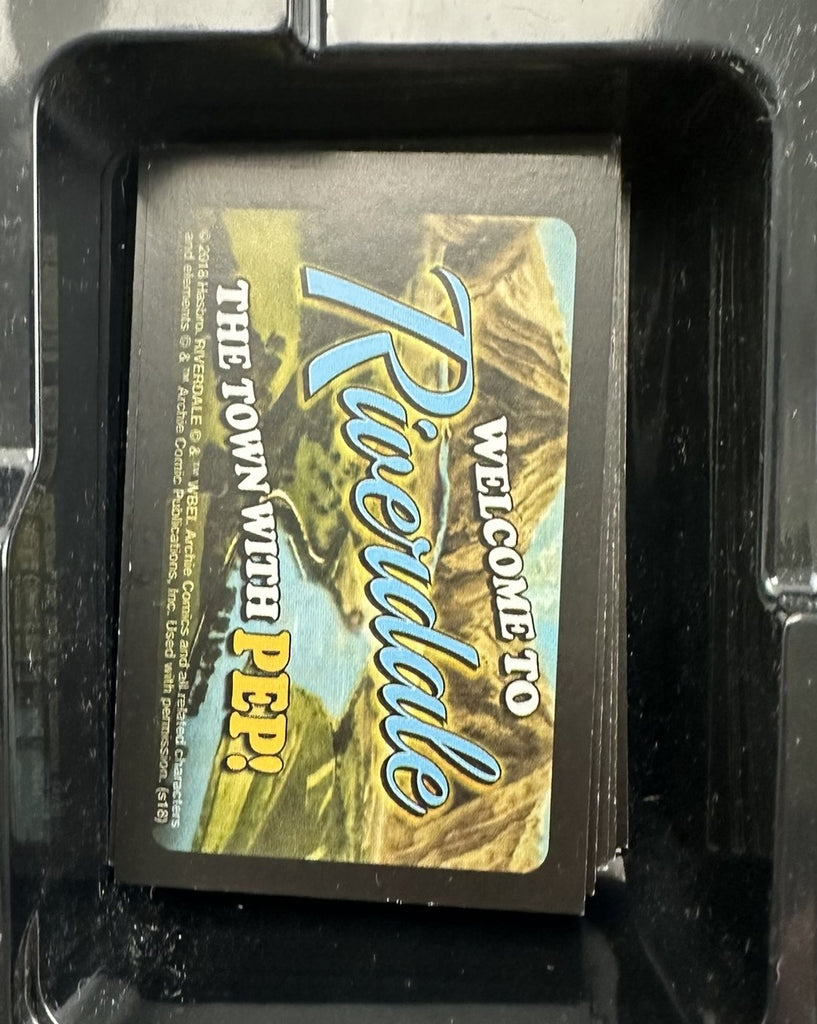 WELCOME TO
Riverdale
THE TOWN WITH PEP!
© 2018 Hasbro. RIVERDALE © & ™ WBEI. Archie Comics and all related characters
and elements © & ™ Archie Comic Publications, Inc. Used with permission. (s18)